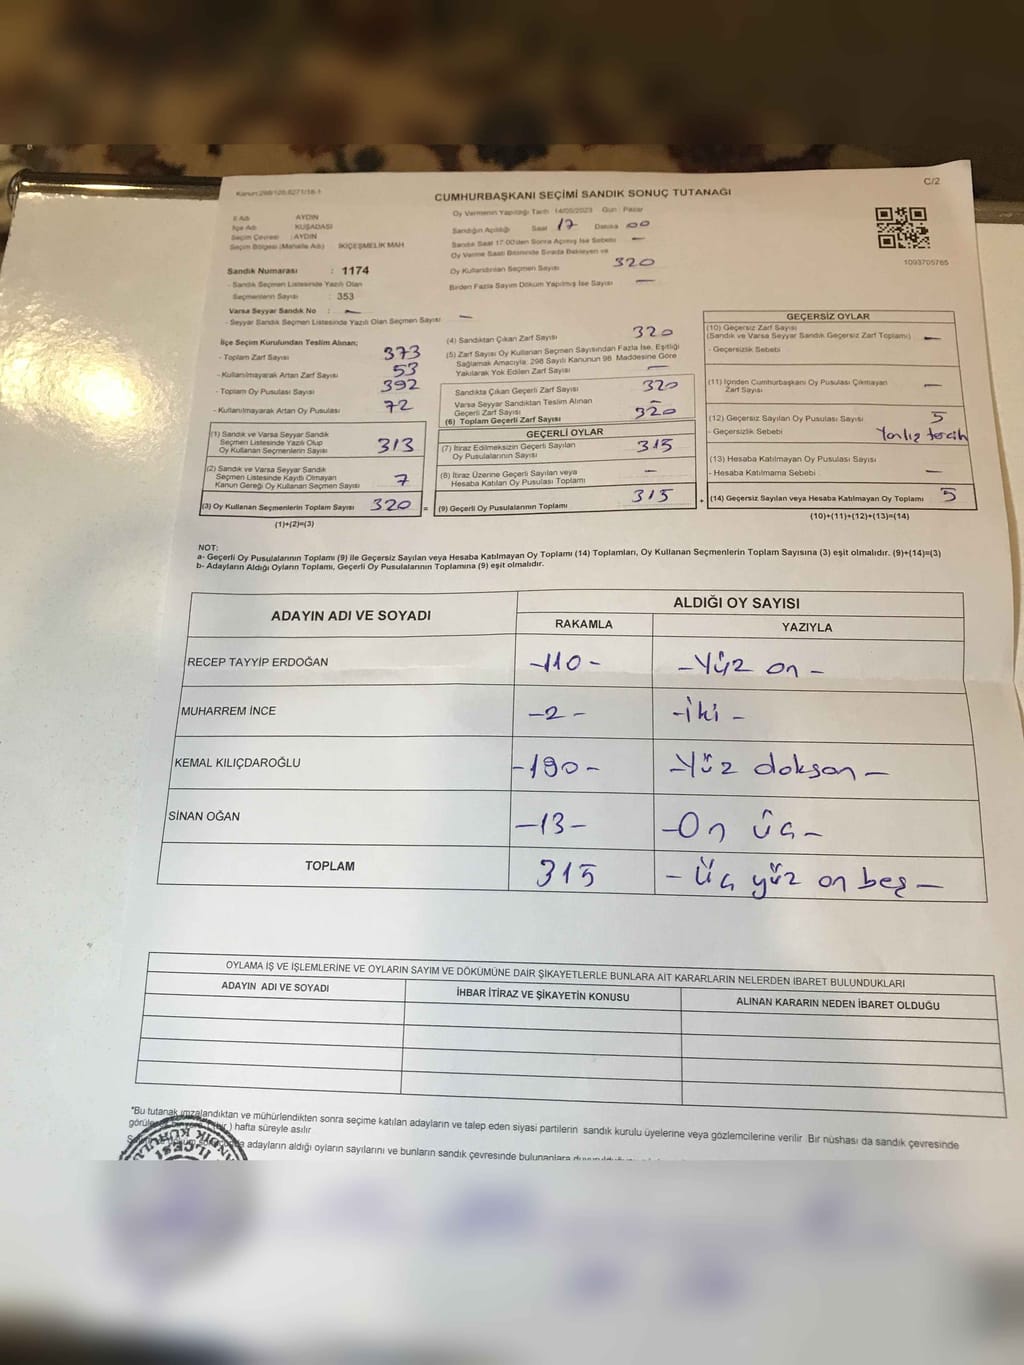 Kanun:298/105,6271/18-1
C/2
CUMHURBAŞKANI SEÇİMİ SANDIK SONUÇ TUTANAĞI
İl Adı AYDIN
İlçe Adı KUŞADASI
Seçim Çevresi : AYDIN
Seçim Bölgesi (Mahalle Adı) İKİÇEŞMELİK MAH
Sandık Numarası : 1174
- Sandık Seçmen Listesinde Yazılı Olan
Seçmenlerin Sayısı : 353
Varsa Seyyar Sandık No : —
- Seyyar Sandık Seçmen Listesinde Yazılı Olan Seçmen Sayısı —
Oy Vermenin Yapıldığı Tarih : 14/05/2023 Gün : Pazar
Sandığın Açıldığı Saat 17 Dakika 00
Sandık Saat 17:00'den Sonra Açılmış İse Sebebi —
Oy Verme Saati Bitiminde Sırada Bekleyen ve
Oy Kullandırılan Seçmen Sayısı 320
Birden Fazla Sayım Döküm Yapılmış İse Sayısı —
1093705765
İlçe Seçim Kurulundan Teslim Alınan;
- Toplam Zarf Sayısı 373
- Kullanılmayarak Artan Zarf Sayısı 53
- Toplam Oy Pusulası Sayısı 392
- Kullanılmayarak Artan Oy Pusulası 72
(1) Sandık ve Varsa Seyyar Sandık
Seçmen Listesinde Yazılı Olup
Oy Kullanan Seçmenlerin Sayısı 313
(2) Sandık ve Varsa Seyyar Sandık
Seçmen Listesinde Kayıtlı Olmayan
Kanun Gereği Oy Kullanan Seçmen Sayısı 7
(3) Oy Kullanan Seçmenlerin Toplam Sayısı 320 =
(1)+(2)=(3)
(4) Sandıktan Çıkan Zarf Sayısı 320
(5) Zarf Sayısı Oy Kullanan Seçmen Sayısından Fazla İse, Eşitliği
Sağlamak Amacıyla; 298 Sayılı Kanunun 98. Maddesine Göre
Yakılarak Yok Edilen Zarf Sayısı —
Sandıkta Çıkan Geçerli Zarf Sayısı 320
Varsa Seyyar Sandıktan Teslim Alınan
Geçerli Zarf Sayısı —
(6) Toplam Geçerli Zarf Sayısı 320
GEÇERLİ OYLAR
(7) İtiraz Edilmeksizin Geçerli Sayılan
Oy Pusulalarının Sayısı 315
(8) İtiraz Üzerine Geçerli Sayılan veya
Hesaba Katılan Oy Pusulası Toplamı —
(9) Geçerli Oy Pusulalarının Toplamı 315 +
GEÇERSİZ OYLAR
(10) Geçersiz Zarf Sayısı
(Sandık ve Varsa Seyyar Sandık Geçersiz Zarf Toplamı) —
- Geçersizlik Sebebi
(11) İçinden Cumhurbaşkanı Oy Pusulası Çıkmayan
Zarf Sayısı —
(12) Geçersiz Sayılan Oy Pusulası Sayısı 5
- Geçersizlik Sebebi Yanlış tercih
(13) Hesaba Katılmayan Oy Pusulası Sayısı
- Hesaba Katılmama Sebebi —
(14) Geçersiz Sayılan veya Hesaba Katılmayan Oy Toplamı 5
(10)+(11)+(12)+(13)=(14)
NOT:
a- Geçerli Oy Pusulalarının Toplamı (9) ile Geçersiz Sayılan veya Hesaba Katılmayan Oy Toplamı (14) Toplamları, Oy Kullanan Seçmenlerin Toplam Sayısına (3) eşit olmalıdır. (9)+(14)=(3)
b- Adayların Aldığı Oyların Toplamı, Geçerli Oy Pusulalarının Toplamına (9) eşit olmalıdır.
ADAYIN ADI VE SOYADI ALDIĞI OY SAYISI
RAKAMLA YAZIYLA
RECEP TAYYİP ERDOĞAN -110- -Yüz on-
MUHARREM İNCE -2- -iki-
KEMAL KILIÇDAROĞLU -190- -Yüz doksan-
SİNAN OĞAN -13- -On üç-
TOPLAM 315 -Üç yüz on beş-
OYLAMA İŞ VE İŞLEMLERİNE VE OYLARIN SAYIM VE DÖKÜMÜNE DAİR ŞİKAYETLERLE BUNLARA AİT KARARLARIN NELERDEN İBARET BULUNDUKLARI
ADAYIN ADI VE SOYADI İHBAR İTİRAZ VE ŞİKAYETİN KONUSU ALINAN KARARIN NEDEN İBARET OLDUĞU
*Bu tutanak imzalandıktan ve mühürlendikten sonra seçime katılan adayların ve talep eden siyasi partilerin sandık kurulu üyelerine veya gözlemcilerine verilir. Bir nüshası da sandık çevresinde
) hafta süreyle asılır
adayların aldığı oyların sayılarını ve bunların sandık çevresinde bulunanlara